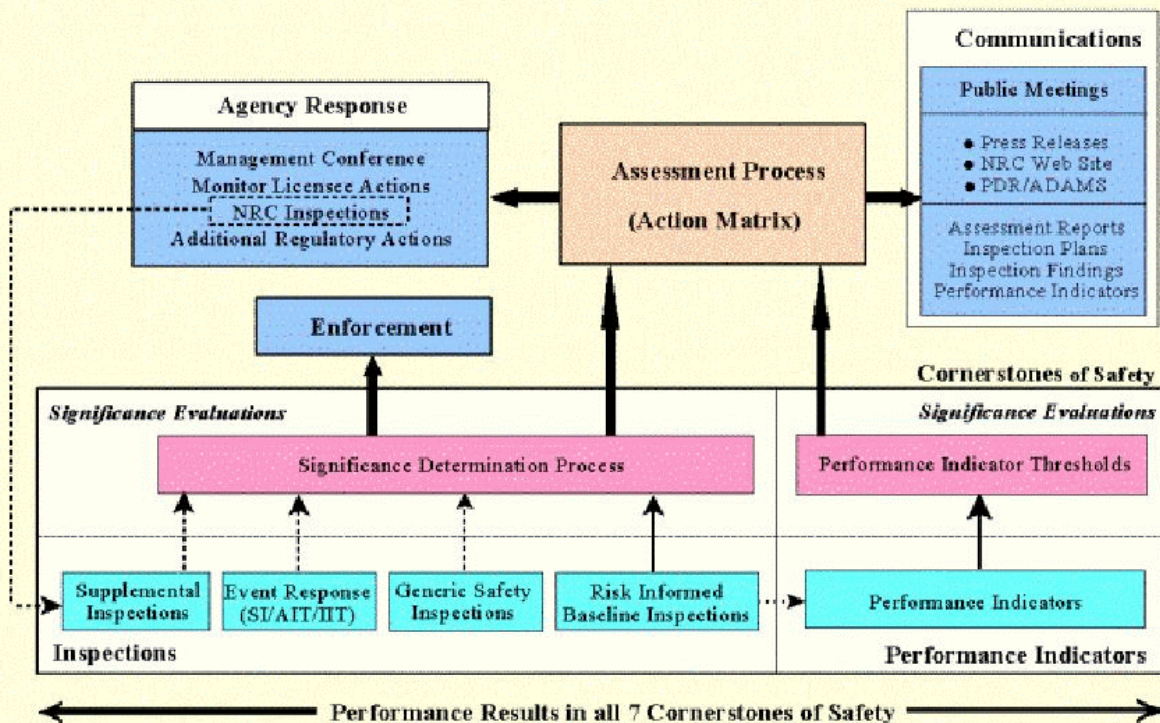 Communications
Public Meetings
● Press Releases
● NRC Web Site
● PDR/ADAMS
Assessment Reports
Inspection Plans
Inspection Findings
Performance Indicators
Agency Response
Management Conference
Monitor Licensee Actions
NRC Inspections
Additional Regulatory Actions
Assessment Process
(Action Matrix)
Enforcement
Cornerstones of Safety
Significance Evaluations
Significance Evaluations
Significance Determination Process
Performance Indicator Thresholds
Supplemental
Inspections
Event Response
(SI/AIT/IIT)
Generic Safety
Inspections
Risk Informed
Baseline Inspections
Performance Indicators
Inspections
Performance Indicators
Performance Results in all 7 Cornerstones of Safety